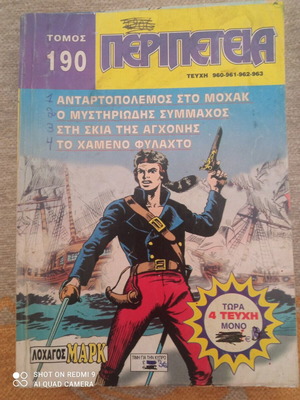 ΤΟΜΟΣ
190
ΠΕΡΙΠΕΤΕΙΑ
ΤΕΥΧΗ 960-961-962-963
1 ΑΝΤΑΡΤΟΠΟΛΕΜΟΣ ΣΤΟ ΜΟΧΑΚ
2 Ο ΜΥΣΤΗΡΙΩΔΗΣ ΣΥΜΜΑΧΟΣ
3 ΣΤΗ ΣΚΙΑ ΤΗΣ ΑΓΧΟΝΗΣ
4 ΤΟ ΧΑΜΕΝΟ ΦΥΛΑΧΤΟ
ΤΩΡΑ
4 ΤΕΥΧΗ
ΜΟΝΟ
ΛΟΧΑΓΟΣ ΜΑΡΚ
SHOT ON REDMI 9
AI QUAD CAMERA